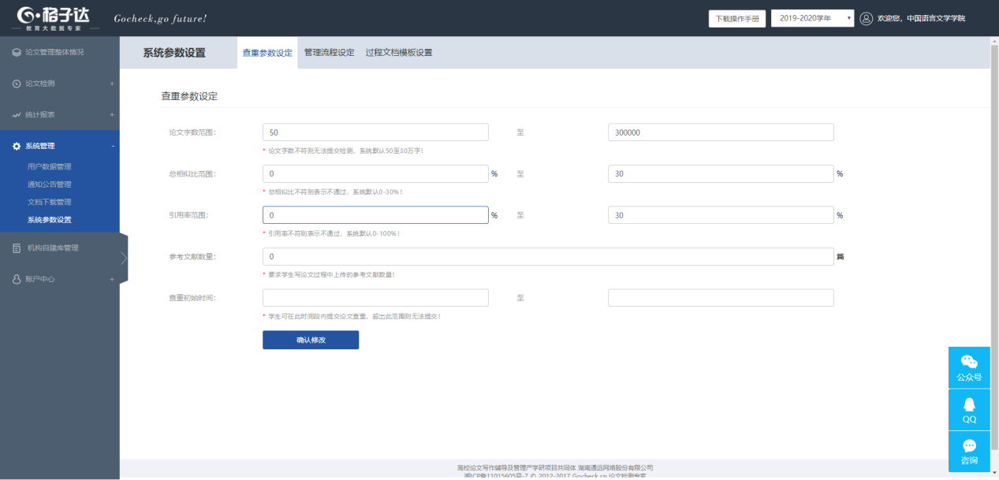 格子达
教育大数据专家
Gocheck,go future!
下载操作手册
2019-2020学年
欢迎您，中国语言文学学院
论文管理整体情况
论文检测 +
统计报表 +
系统管理 -
用户数据管理
通知公告管理
文档下载管理
系统参数设置
机构自建库管理
账户中心 +
系统参数设置 查重参数设定 管理流程设定 过程文档模板设置
查重参数设定
论文字数范围： 50 至 300000
* 论文字数不符则无法提交检测，系统默认50至30万字！
总相似比范围： 0 % 至 30 %
* 总相似比不符则表示不通过，系统默认0-30%！
引用率范围： 0 % 至 30 %
* 引用率不符则表示不通过，系统默认0-100%！
参考文献数量： 0 篇
* 要求学生写论文过程中上传的参考文献数量！
查重初始时间： 至
* 学生可在此时间段内提交论文查重，超出此范围则无法提交！
确认修改
公众号
QQ
咨询
高校论文写作辅导及管理产学研项目共同体 湖南通远网络股份有限公司
湘ICP备11015605号-7 © 2012-2017 Gocheck.cn 论文检测专家